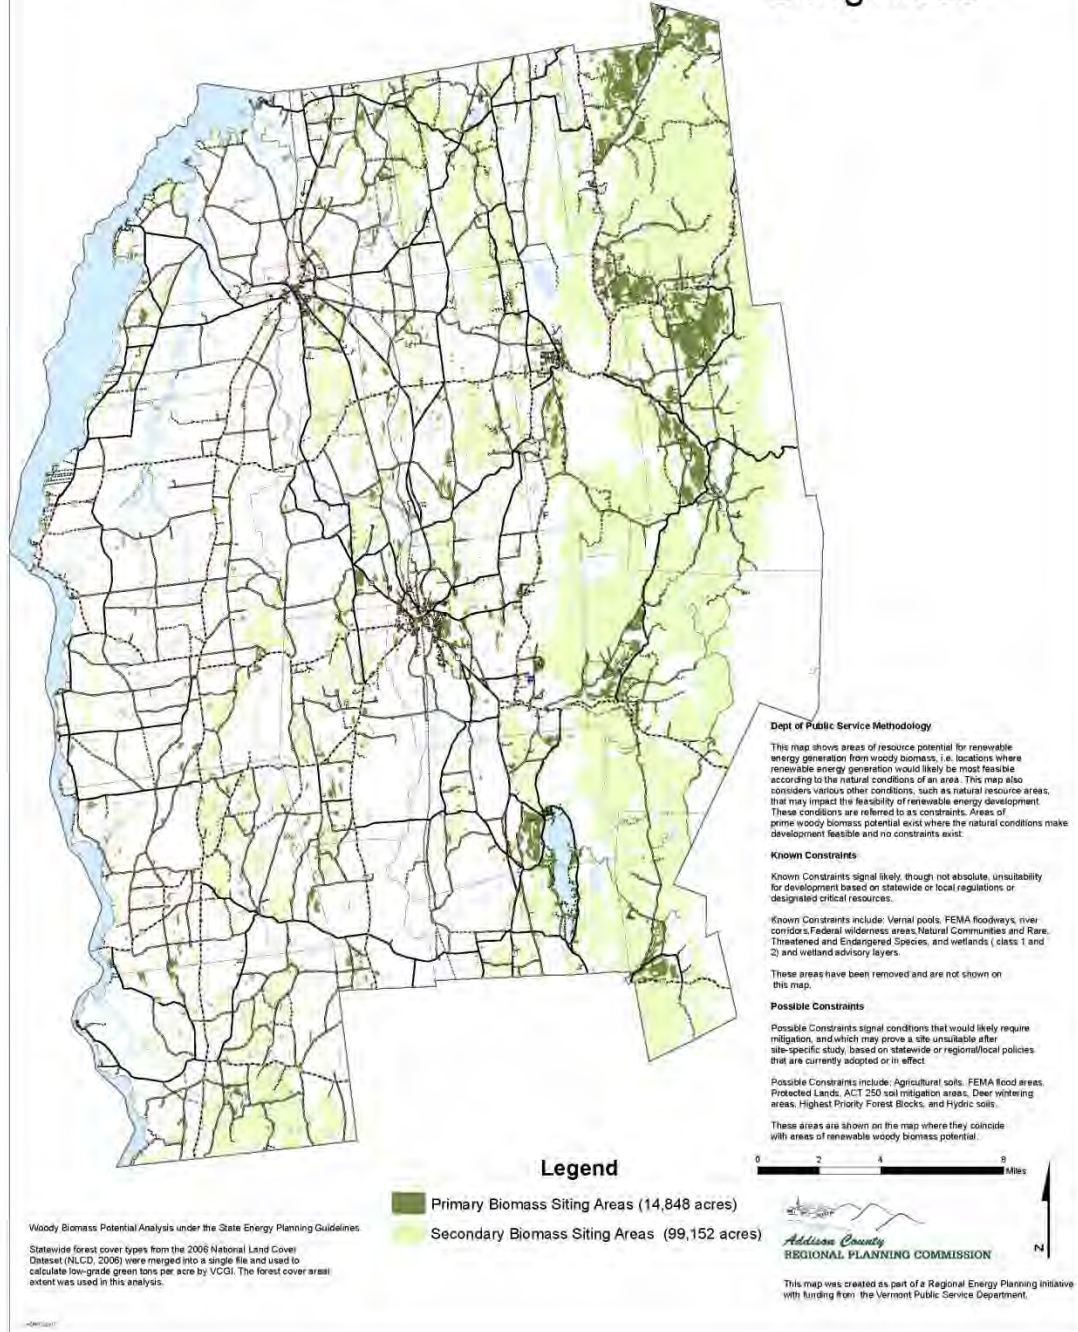 Dept of Public Service Methodology
This map shows areas of resource potential for renewable
energy generation from woody biomass, i.e. locations where
renewable energy generation would likely be most feasible
according to the natural conditions of an area. This map also
considers various other conditions, such as natural resource areas,
that may impact the feasibility of renewable energy development.
These conditions are referred to as constraints. Areas of
prime woody biomass potential exist where the natural conditions make
development feasible and no constraints exist.
Known Constraints
Known Constraints signal likely, though not absolute, unsuitability
for development based on statewide or local regulations or
designated critical resources.
Known Constraints include: Vernal pools, FEMA floodways, river
corridors,Federal wilderness areas,Natural Communities and Rare,
Threatened and Endangered Species, and wetlands ( class 1 and
2) and wetland advisory layers.
These areas have been removed and are not shown on
this map.
Possible Constraints
Possible Constraints signal conditions that would likely require
mitigation, and which may prove a site unsuitable after
site-specific study, based on statewide or regional/local policies
that are currently adopted or in effect
Possible Constraints include: Agricultural soils, FEMA flood areas,
Protected Lands, ACT 250 soil mitigation areas, Deer wintering
areas, Highest Priority Forest Blocks, and Hydric soils.
These areas are shown on the map where they coincide
with areas of renewable woody biomass potential.
0 2 4 8
Miles
Legend
Primary Biomass Siting Areas (14,848 acres)
Secondary Biomass Siting Areas (99,152 acres)
Woody Biomass Potential Analysis under the State Energy Planning Guidelines
Statewide forest cover types from the 2006 National Land Cover
Dataset (NLCD, 2006) were merged into a single file and used to
calculate low-grade green tons per acre by VCGI. The forest cover areal
extent was used in this analysis.
Addison County
REGIONAL PLANNING COMMISSION
N
This map was created as part of a Regional Energy Planning Initiative
with funding from the Vermont Public Service Department.